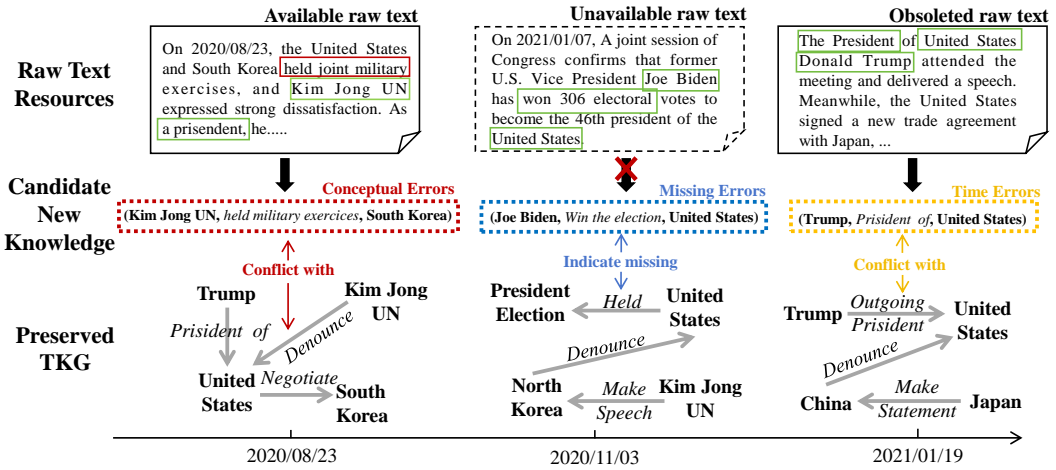 Available raw text
Unavailable raw text
Obsoleted raw text
Raw Text
Resources
On 2020/08/23, the United States
and South Korea held joint military
exercises, and Kim Jong UN
expressed strong dissatisfaction. As
a prisendent, he.....
On 2021/01/07, A joint session of
Congress confirms that former
U.S. Vice President Joe Biden
has won 306 electoral votes to
become the 46th president of the
United States.
The President of United States
Donald Trump attended the
meeting and delivered a speech.
Meanwhile, the United States
signed a new trade agreement
with Japan, ...
Candidate
New
Knowledge
Conceptual Errors
(Kim Jong UN, held military exercices, South Korea)
Missing Errors
(Joe Biden, Win the election, United States)
Time Errors
(Trump, Prisident of, United States)
Conflict with
Indicate missing
Conflict with
Preserved
TKG
Trump
Kim Jong
UN
Prisident of
Denounce
United
States
Negotiate
South
Korea
President
Election
Held
United
States
Denounce
North
Korea
Make
Speech
Kim Jong
UN
Trump
Outgoing
Prisident
United
States
Denounce
China
Make
Statement
Japan
2020/08/23
2020/11/03
2021/01/19